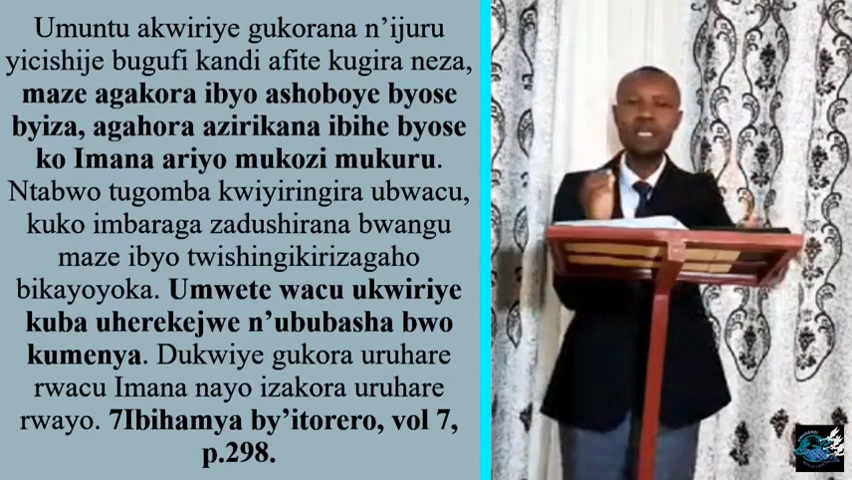 Umuntu akwiriye gukorana n’ijuru
yicishije bugufi kandi afite kugira neza,
maze agakora ibyo ashoboye byose
byiza, agahora azirikana ibihe byose
ko Imana ariyo mukozi mukuru.
Ntabwo tugomba kwiyiringira ubwacu,
kuko imbaraga zadushirana bwangu
maze ibyo twishingikirizagaho
bikayoyoka. Umwete wacu ukwiriye
kuba uherekejwe n’ububasha bwo
kumenya. Dukwiye gukora uruhare
rwacu Imana nayo izakora uruhare
rwayo. 7Ibihamya by’itorero, vol 7,
p.298.